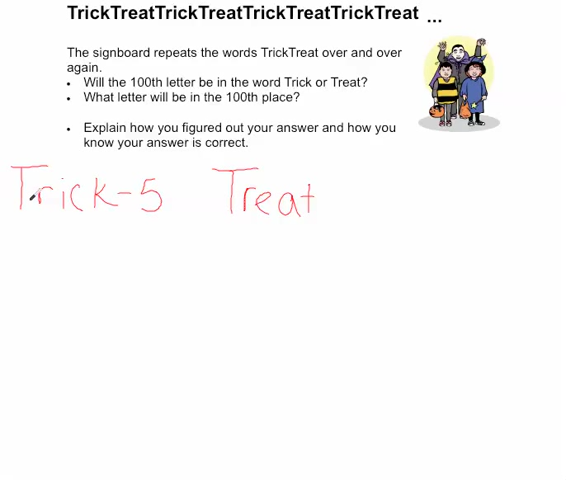 TrickTreatTrickTreatTrickTreatTrickTreat ...
The signboard repeats the words TrickTreat over and over
again.
• Will the 100th letter be in the word Trick or Treat?
• What letter will be in the 100th place?
• Explain how you figured out your answer and how you
know your answer is correct.
Trick-5 Treat